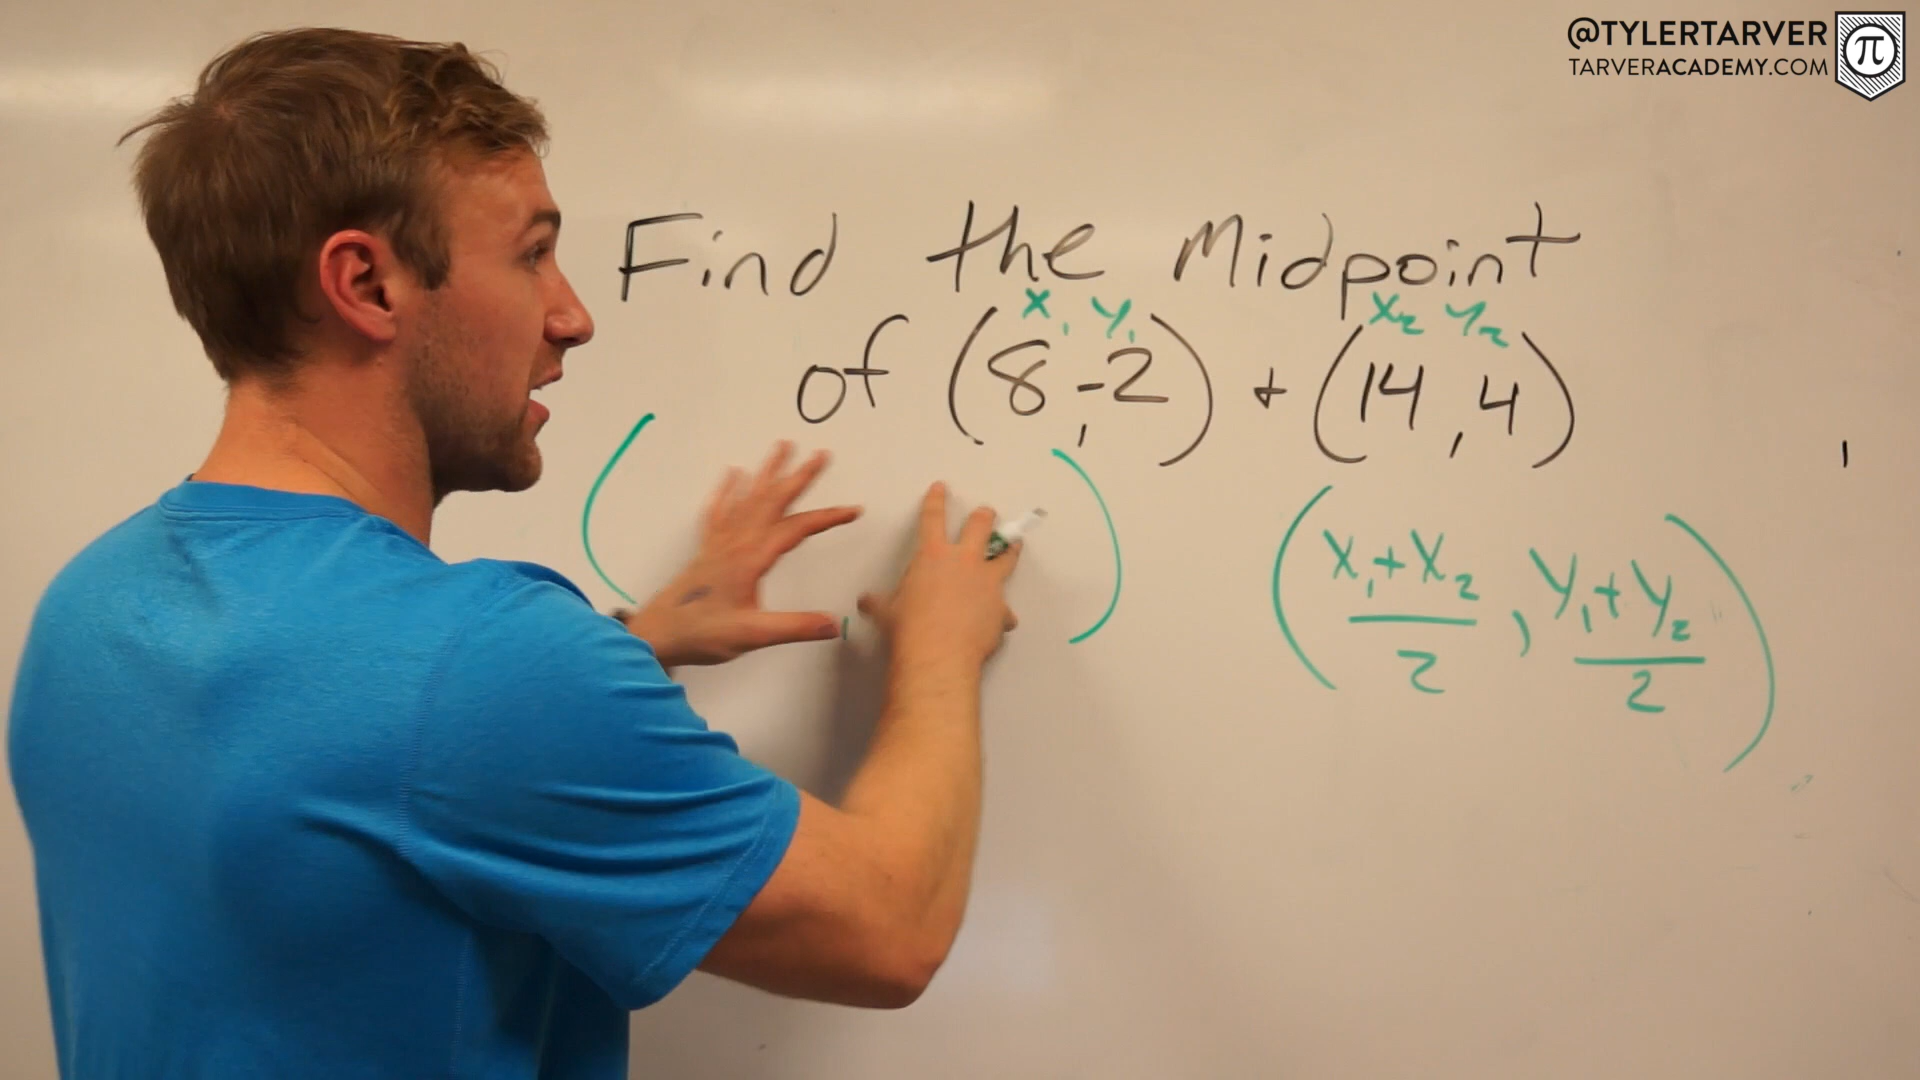 @TYLERTARVER
TARVERACADEMY.COM
π
Find the Midpoint
x₁ y₁ x₂ y₂
of (8,-2) + (14,4)
( , )
(x₁+x₂/2, y₁+y₂/2)